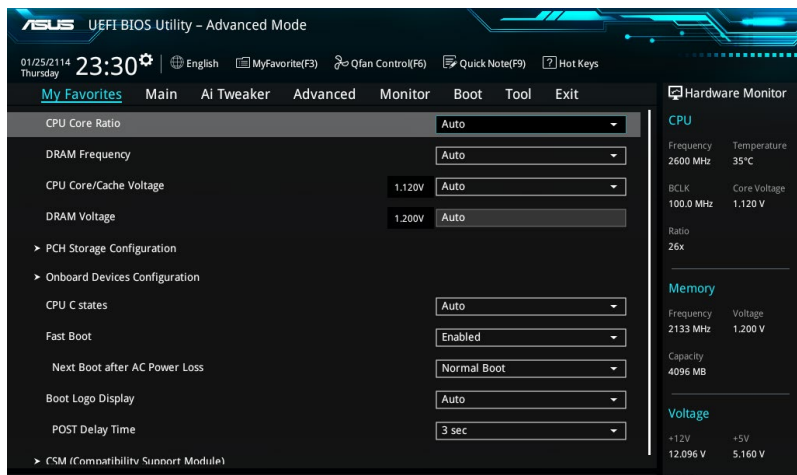 ASUS UEFI BIOS Utility – Advanced Mode
01/25/2114
Thursday
23:30
English MyFavorite(F3) Qfan Control(F6) Quick Note(F9) ? Hot Keys
My Favorites Main Ai Tweaker Advanced Monitor Boot Tool Exit
CPU Core Ratio Auto
DRAM Frequency Auto
CPU Core/Cache Voltage 1.120V Auto
DRAM Voltage 1.200V Auto
PCH Storage Configuration
Onboard Devices Configuration
CPU C states Auto
Fast Boot Enabled
Next Boot after AC Power Loss Normal Boot
Boot Logo Display Auto
POST Delay Time 3 sec
CSM (Compatibility Support Module)
Hardware Monitor
CPU
Frequency Temperature
2600 MHz 35°C
BCLK Core Voltage
100.0 MHz 1.120 V
Ratio
26x
Memory
Frequency Voltage
2133 MHz 1.200 V
Capacity
4096 MB
Voltage
+12V +5V
12.096 V 5.160 V